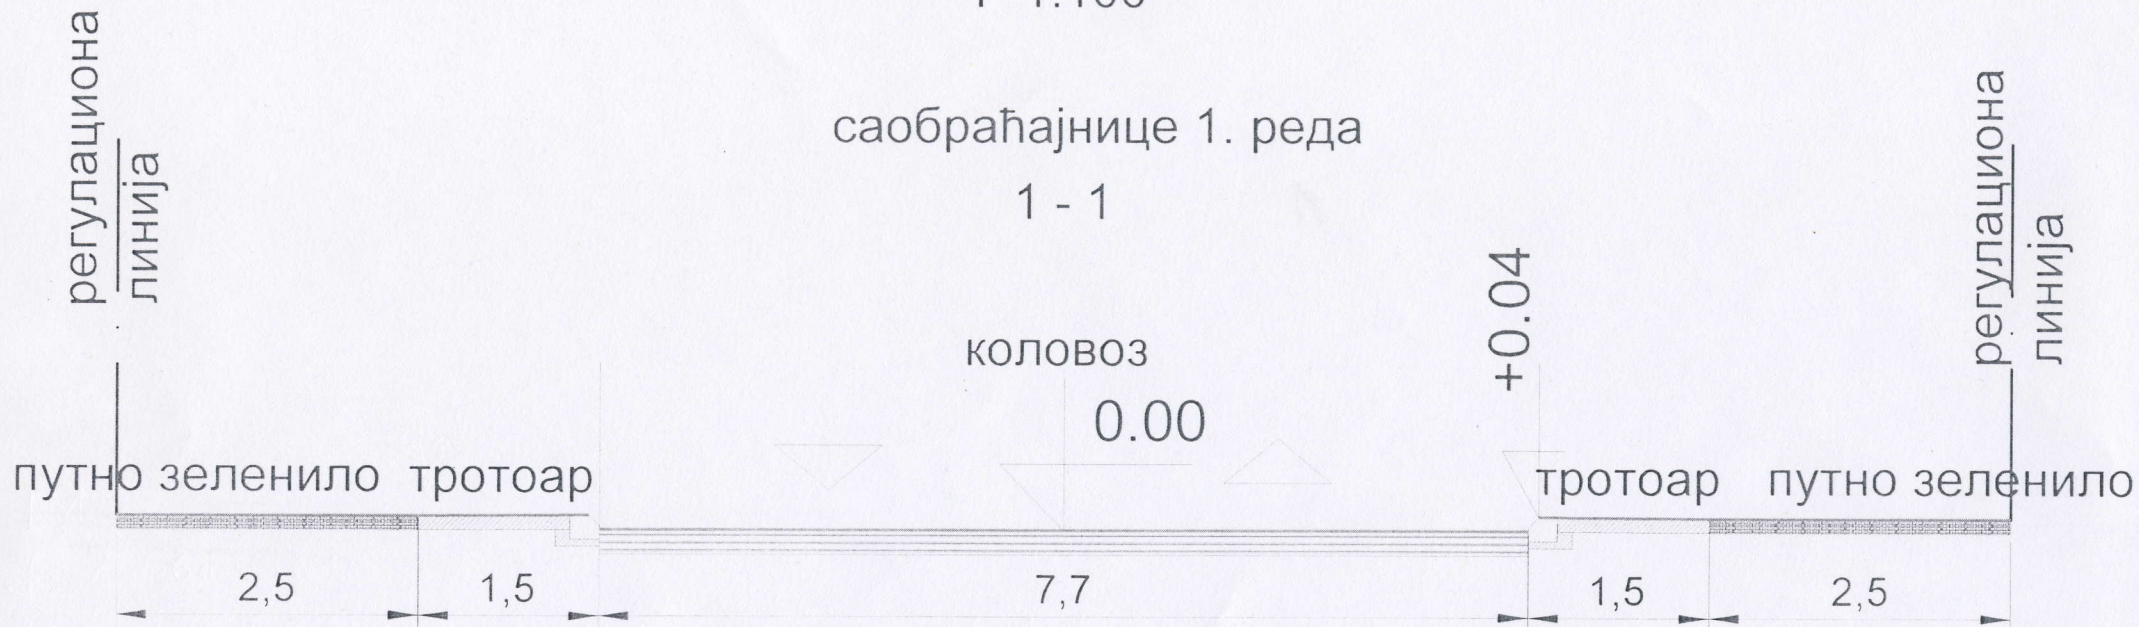 саобраћајнице 1. реда
1 - 1
регулациона
линија
регулациона
линија
+0.04
коловоз
0.00
путно зеленило тротоар
тротоар путно зеленило
2,5 1,5 7,7 1,5 2,5